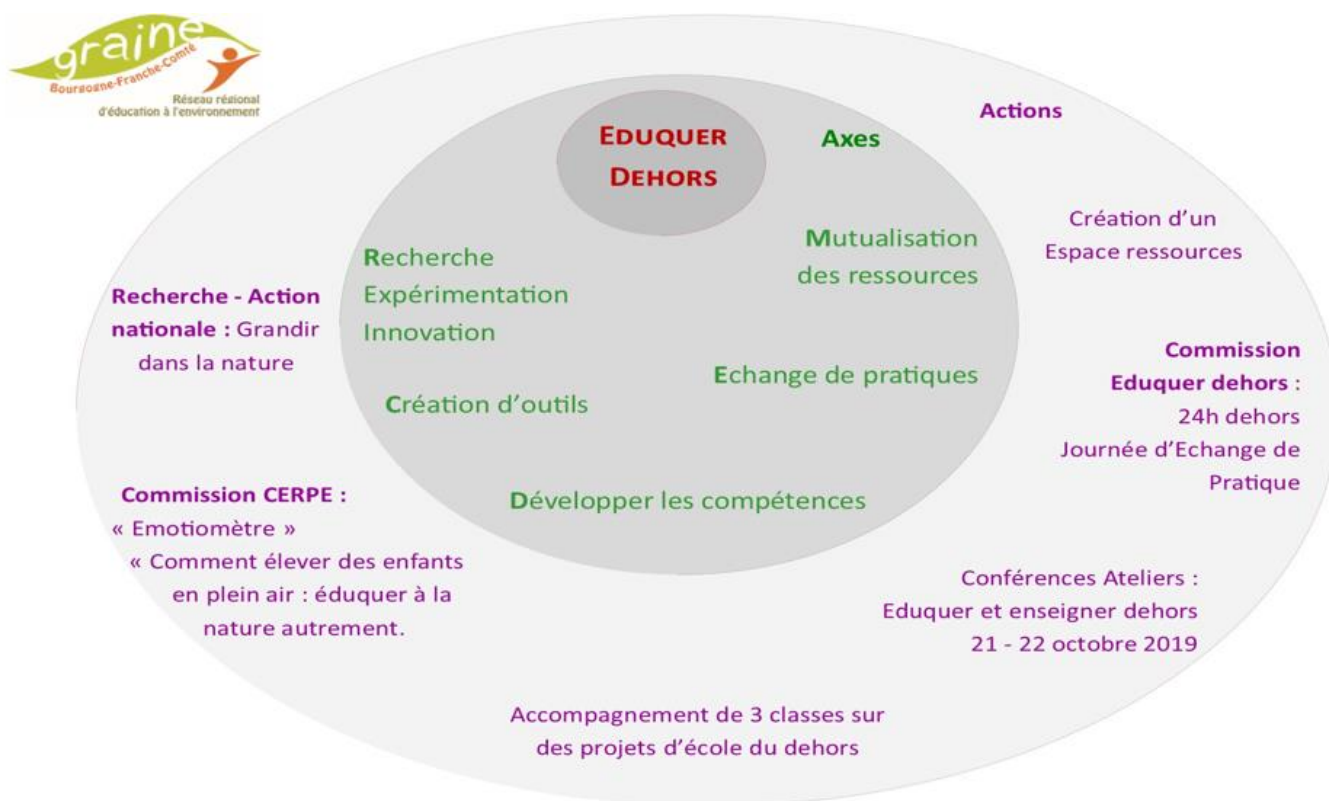 graine
Bourgogne-Franche-Comté
Réseau régional
d'éducation à l'environnement
EDUQUER
DEHORS
Axes
Actions
Recherche
Expérimentation
Innovation
Mutualisation
des ressources
Création d'outils
Echange de pratiques
Développer les compétences
Création d'un
Espace ressources
Recherche - Action
nationale : Grandir
dans la nature
Commission
Eduquer dehors :
24h dehors
Journée d'Echange de
Pratique
Commission CERPE :
« Emotiomètre »
« Comment élever des enfants
en plein air : éduquer à la
nature autrement.
Conférences Ateliers :
Eduquer et enseigner dehors
21 - 22 octobre 2019
Accompagnement de 3 classes sur
des projets d'école du dehors